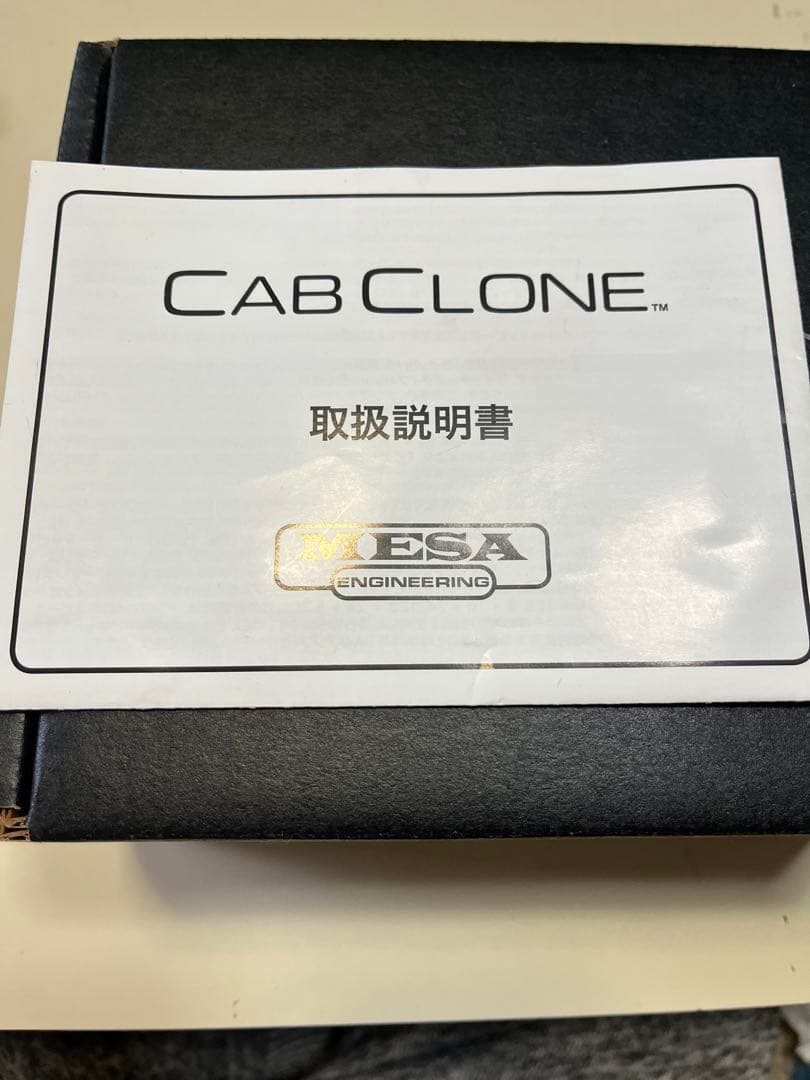 CAB CLONE™
取扱説明書
MESA
ENGINEERING